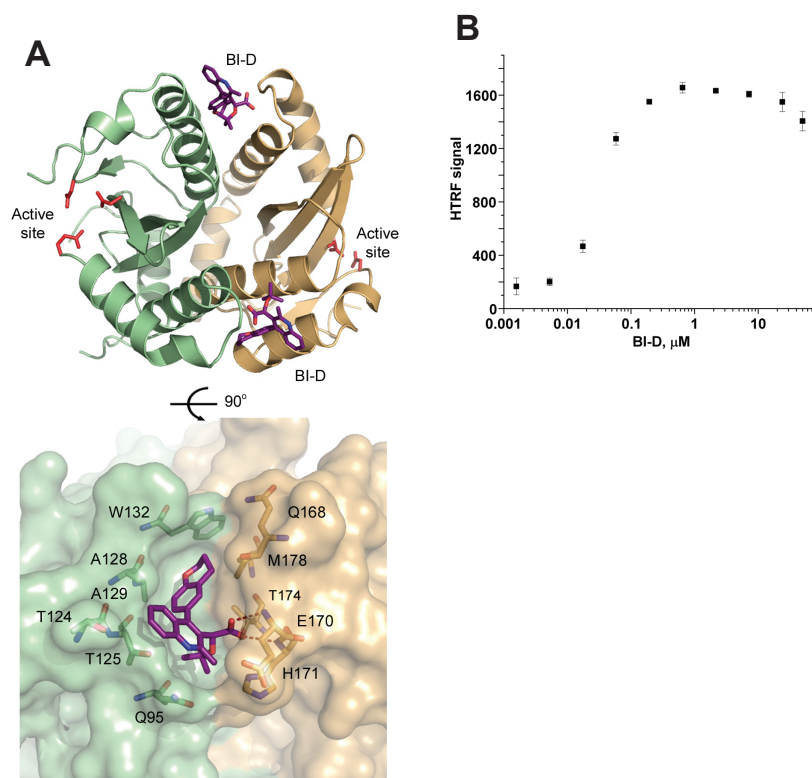 A
BI-D
Active
site
Active
site
BI-D
90°
W132
Q168
A128
M178
A129
T174
T124
E170
T125
H171
Q95
B
HTRF signal
1600
1200
800
400
0
0.001 0.01 0.1 1 10
BI-D, µM